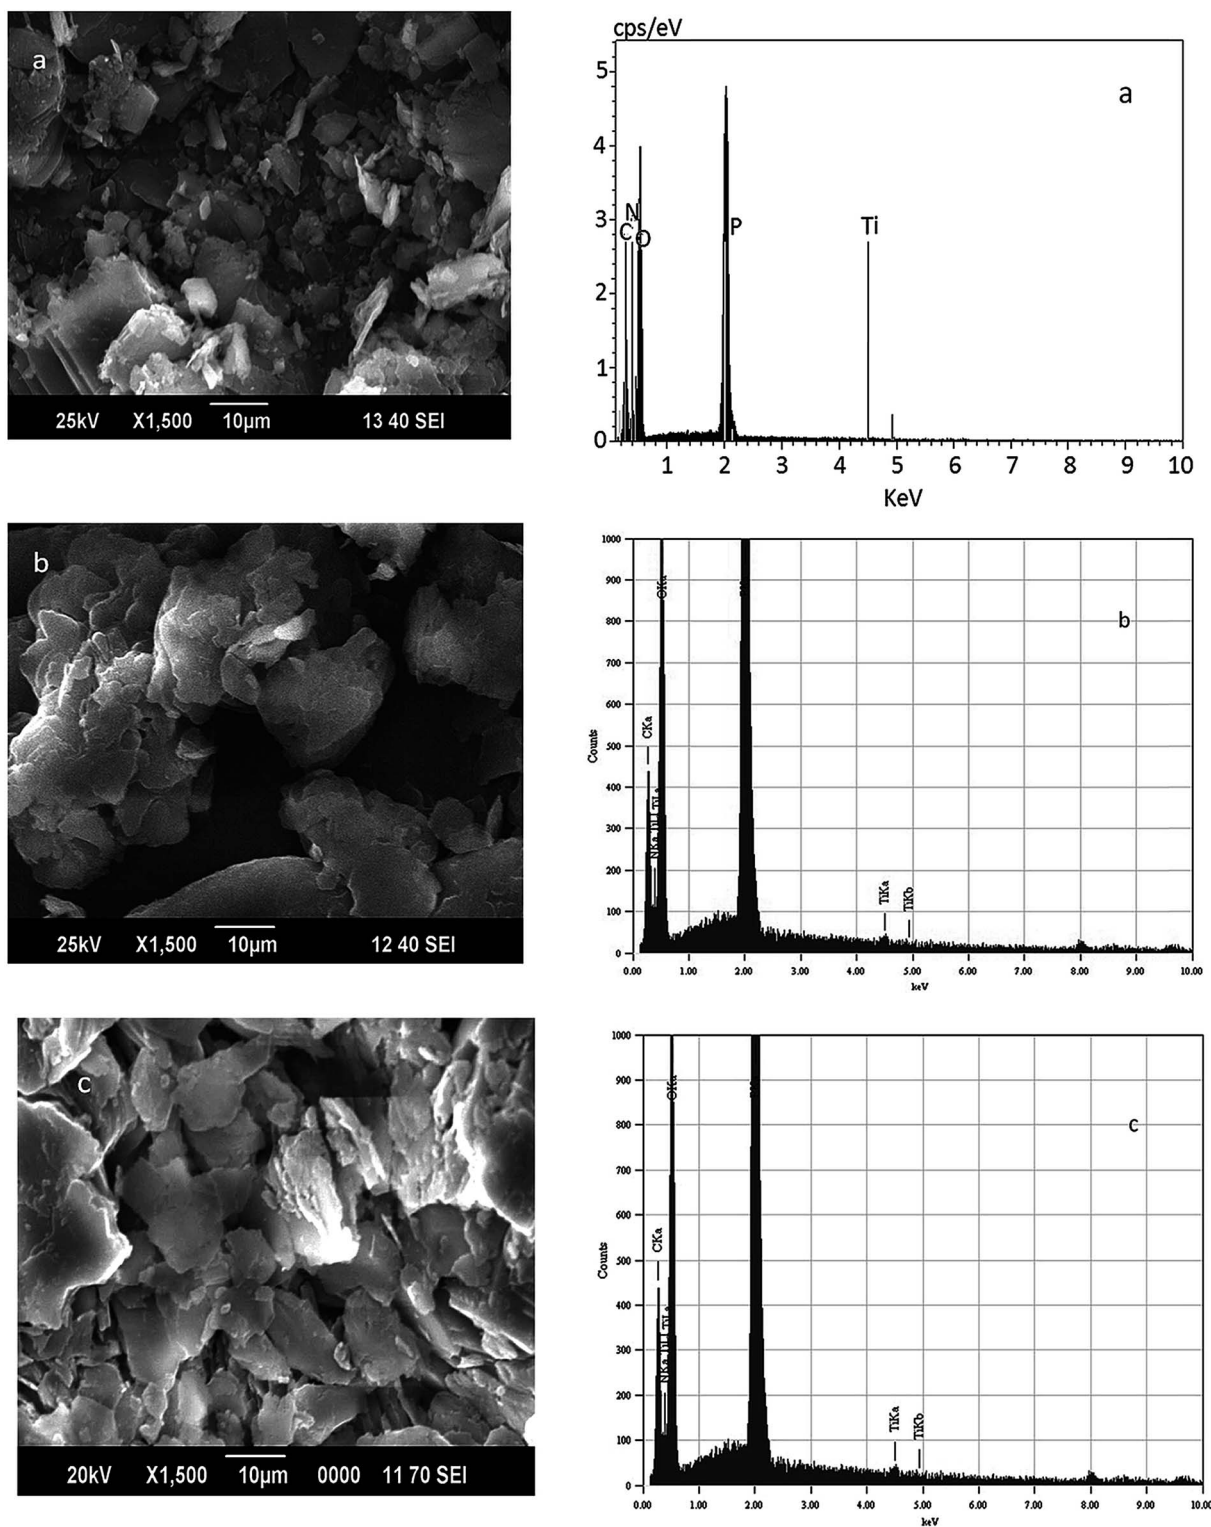 a
25kV X1,500 10µm 13 40 SEI
cps/eV
a
5
4
3
2
1
0
N
C
O
P
Ti
1 2 3 4 5 6 7 8 9 10
KeV
b
25kV X1,500 10µm 12 40 SEI
1000
900
800
700
600
500
400
300
200
100
0
Counts
b
OKa
CKa
NKa
TiKa
TiKb
0.00 1.00 2.00 3.00 4.00 5.00 6.00 7.00 8.00 9.00 10.00
keV
c
20kV X1,500 10µm 0000 11 70 SEI
1000
900
800
700
600
500
400
300
200
100
0
Counts
c
OKa
CKa
NKa
TiKa
TiKb
0.00 1.00 2.00 3.00 4.00 5.00 6.00 7.00 8.00 9.00 10.00
keV